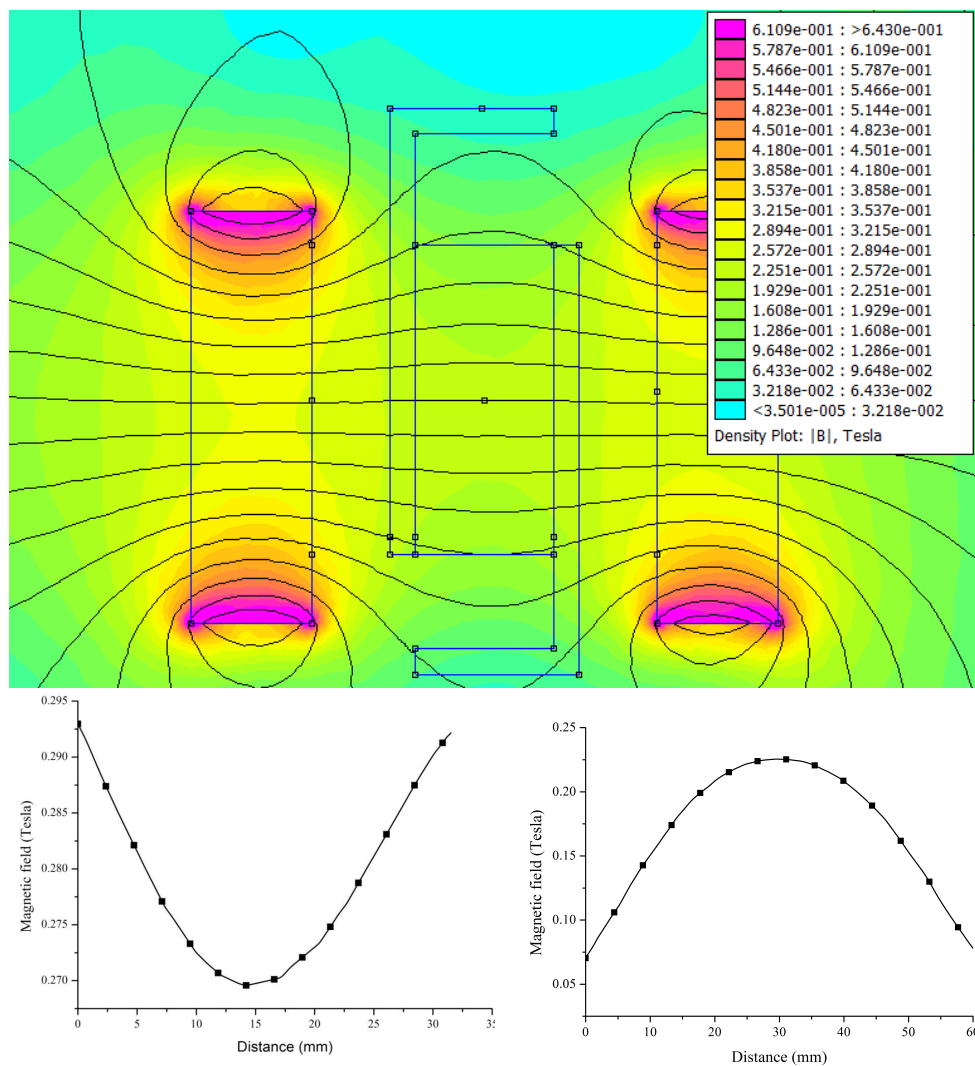 6.109e-001 : >6.430e-001
5.787e-001 : 6.109e-001
5.466e-001 : 5.787e-001
5.144e-001 : 5.466e-001
4.823e-001 : 5.144e-001
4.501e-001 : 4.823e-001
4.180e-001 : 4.501e-001
3.858e-001 : 4.180e-001
3.537e-001 : 3.858e-001
3.215e-001 : 3.537e-001
2.894e-001 : 3.215e-001
2.572e-001 : 2.894e-001
2.251e-001 : 2.572e-001
1.929e-001 : 2.251e-001
1.608e-001 : 1.929e-001
1.286e-001 : 1.608e-001
9.648e-002 : 1.286e-001
6.433e-002 : 9.648e-002
3.218e-002 : 6.433e-002
<3.501e-005 : 3.218e-002
Density Plot: |B|, Tesla
Magnetic field (Tesla)
0.295
0.290
0.285
0.280
0.275
0.270
0 5 10 15 20 25 30 35
Distance (mm)
Magnetic field (Tesla)
0.25
0.20
0.15
0.10
0.05
0 10 20 30 40 50 60
Distance (mm)